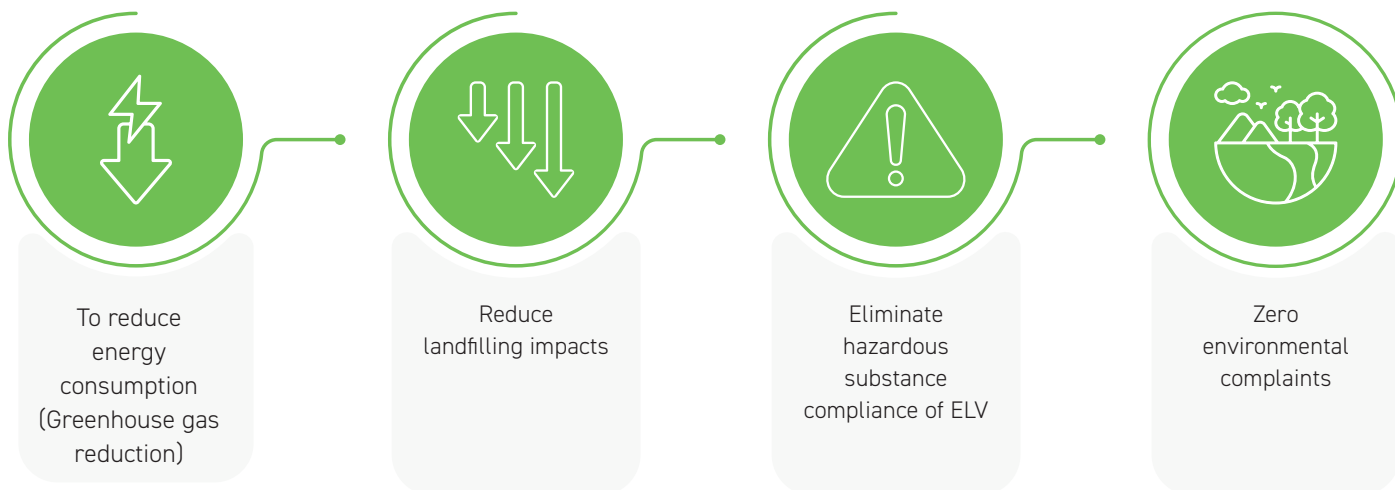 To reduce
energy
consumption
(Greenhouse gas
reduction)
Reduce
landfilling impacts
Eliminate
hazardous
substance
compliance of ELV
Zero
environmental
complaints